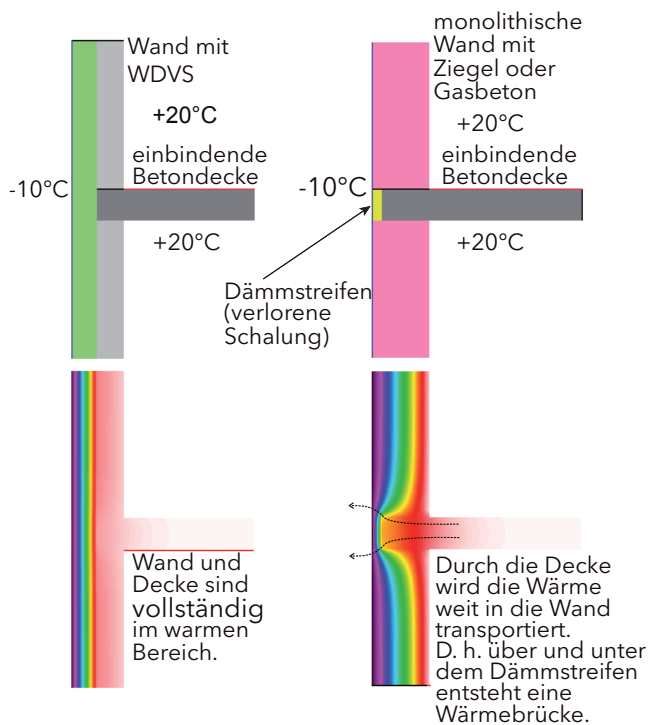 Wand mit
WDVS
+20°C
einbindende
Betondecke
-10°C
+20°C
monolithische
Wand mit
Ziegel oder
Gasbeton
+20°C
einbindende
Betondecke
-10°C
+20°C
Dämmstreifen
(verlorene
Schalung)
Wand und
Decke sind
vollständig
im warmen
Bereich.
Durch die Decke
wird die Wärme
weit in die Wand
transportiert.
D. h. über und unter
dem Dämmstreifen
entsteht eine
Wärmebrücke.